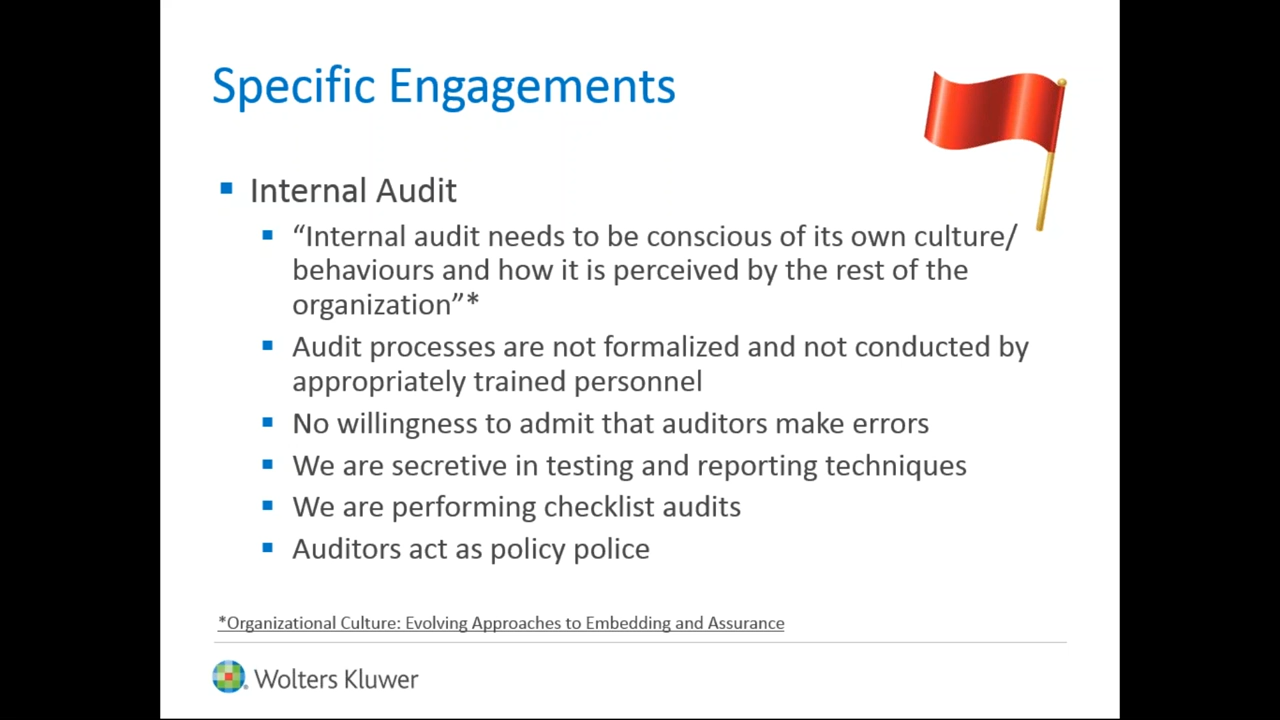 Specific Engagements
Internal Audit
“Internal audit needs to be conscious of its own culture/
behaviours and how it is perceived by the rest of the
organization”*
Audit processes are not formalized and not conducted by
appropriately trained personnel
No willingness to admit that auditors make errors
We are secretive in testing and reporting techniques
We are performing checklist audits
Auditors act as policy police
*Organizational Culture: Evolving Approaches to Embedding and Assurance
Wolters Kluwer